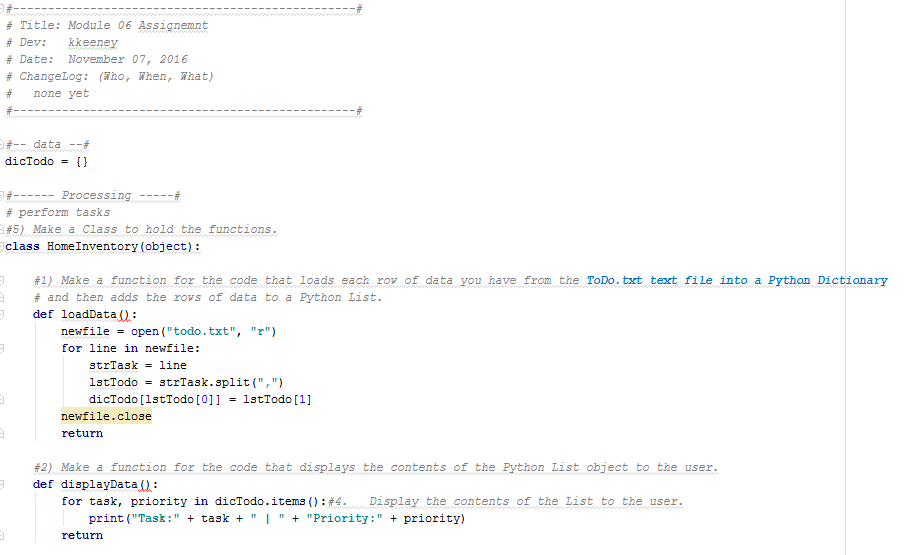 #-------------------------------------------------#
# Title: Module 06 Assignemnt
# Dev:   kkeeney
# Date:  November 07, 2016
# ChangeLog: (Who, When, What)
#   none yet
#-------------------------------------------------#
#-- data --#
dicTodo = {}
#------ Processing -----#
# perform tasks
#5) Make a Class to hold the functions.
class HomeInventory(object):
    #1) Make a function for the code that loads each row of data you have from the ToDo.txt text file into a Python Dictionary
    # and then adds the rows of data to a Python List.
    def loadData():
        newfile = open("todo.txt", "r")
        for line in newfile:
            strTask = line
            lstTodo = strTask.split(",")
            dicTodo[lstTodo[0]] = lstTodo[1]
        newfile.close
        return
    #2) Make a function for the code that displays the contents of the Python List object to the user.
    def displayData():
        for task, priority in dicTodo.items():#4.   Display the contents of the List to the user.
            print("Task:" + task + " | " + "Priority:" + priority)
        return